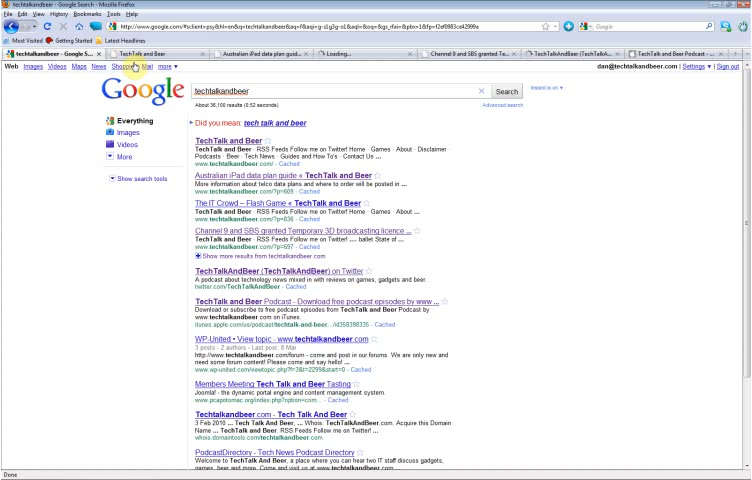 techtalkandbeer - Google Search - Mozilla Firefox
File Edit View History Bookmarks Tools Help
http://www.google.com/#sclient=psy&hl=en&q=techtalkandbeer&aq=f&aqi=g-s1g3g-o1&aql=&oq=&gs_rfai=&pbx=1&fp=f2ef0983ce42999a
Google
Most Visited Getting Started Latest Headlines
techtalkandbeer - Google S...
TechTalk and Beer
Australian iPad data plan guid...
Loading...
Channel 9 and SBS granted Te...
TechTalkAndBeer (TechTalkA...
TechTalk and Beer Podcast - ...
Web Images Videos Maps News Shopping Mail more ▼
dan@techtalkandbeer.com | Settings ▼ | Sign out
Google
techtalkandbeer
Search
Instant is on ▼
About 36,100 results (0.52 seconds)
Advanced search
Everything
Images
Videos
More
Show search tools
Did you mean: tech talk and beer
TechTalk and Beer
TechTalk and Beer · RSS Feeds Follow me on Twitter! Home · Games · About · Disclaimer ·
Podcasts · Beer · Tech News · Guides and How To's · Contact Us ...
www.techtalkandbeer.com/ - Cached
Australian iPad data plan guide « TechTalk and Beer
More information about telco data plans and where to order will be posted in ...
www.techtalkandbeer.com/?p=609 - Cached
The IT Crowd – Flash Game « TechTalk and Beer
TechTalk and Beer · RSS Feeds Follow me on Twitter! Home · Games · About ...
www.techtalkandbeer.com/?p=836 - Cached
Channel 9 and SBS granted Temporary 3D broadcasting licence ...
TechTalk and Beer · RSS Feeds Follow me on Twitter! .... ballet State of ...
www.techtalkandbeer.com/?p=697 - Cached
Show more results from techtalkandbeer.com
TechTalkAndBeer (TechTalkAndBeer) on Twitter
A podcast about technology news mixed in with reviews on games, gadgets and beer.
twitter.com/TechTalkAndBeer - Cached
TechTalk and Beer Podcast - Download free podcast episodes by www ...
Download or subscribe to free podcast episodes from TechTalk and Beer Podcast by
www.techtalkandbeer.com on iTunes.
itunes.apple.com/us/podcast/techtalk-and-beer.../id358398335 - Cached
WP-United • View topic - www.techtalkandbeer.com
3 posts - 2 authors - Last post: 8 Mar
http://www.techtalkandbeer.com/forum - come and post in our forums. We are only new and
need some forum content! Please come and say hello! ...
www.wp-united.com/viewtopic.php?f=3&t=2299&start=0 - Cached
Members Meeting Tech Talk and Beer Tasting
Joomla! - the dynamic portal engine and content management system.
www.pcapotomac.org/index.php?option=com... - Cached
Techtalkandbeer.com - Tech Talk And Beer
3 Feb 2010 ... Tech Talk And Beer, ... Whois: TechTalkAndBeer.com. Acquire this Domain
Name ... TechTalk and Beer. RSS Feeds Follow me on Twitter! ...
whois.domaintools.com/techtalkandbeer.com
PodcastDirectory - Tech News Podcast Directory
Welcome to TechTalk and Beer, a place where you can hear two IT staff discuss gadgets,
games, beer and more. Come and visit us at www.techtalkandbeer.com ...
Done